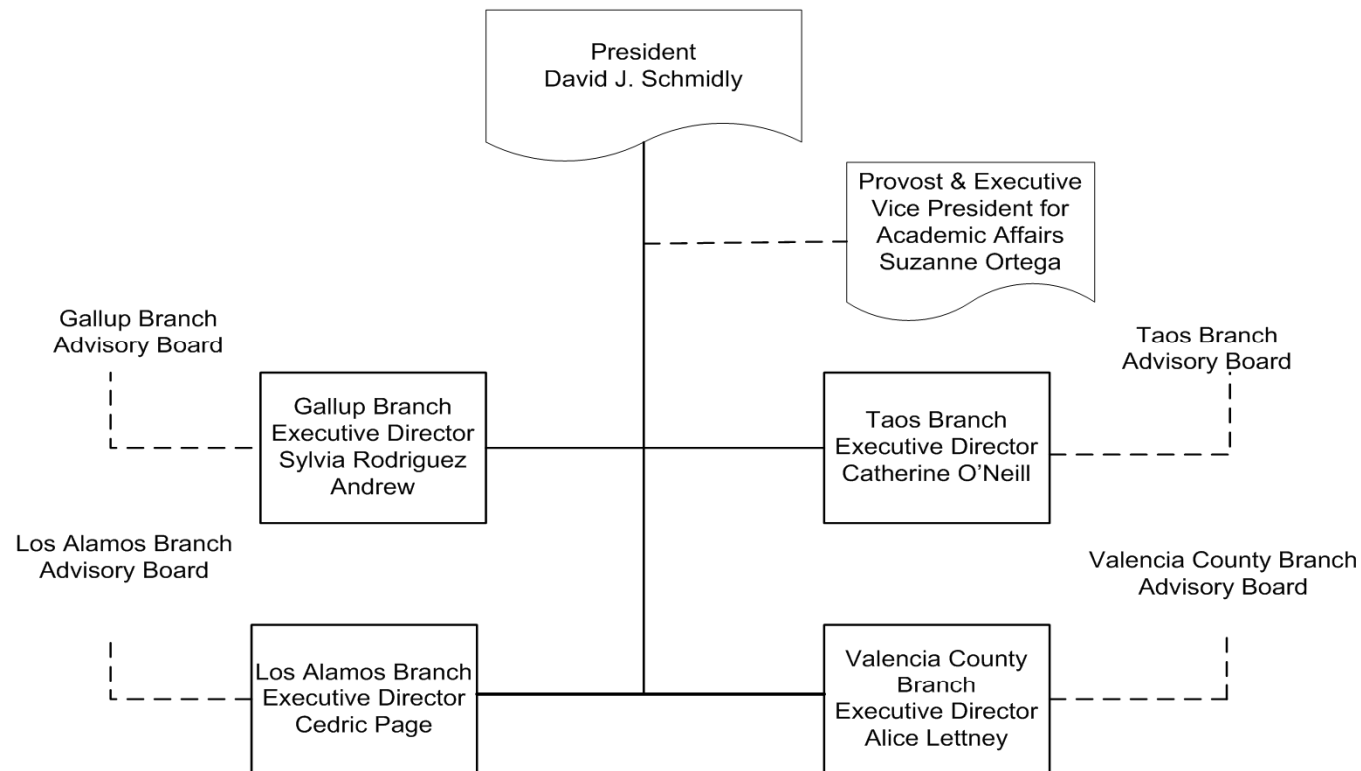 President
David J. Schmidly
Provost & Executive
Vice President for
Academic Affairs
Suzanne Ortega
Gallup Branch
Advisory Board
Taos Branch
Advisory Board
Gallup Branch
Executive Director
Sylvia Rodriguez
Andrew
Taos Branch
Executive Director
Catherine O’Neill
Los Alamos Branch
Advisory Board
Valencia County Branch
Advisory Board
Los Alamos Branch
Executive Director
Cedric Page
Valencia County
Branch
Executive Director
Alice Lettney